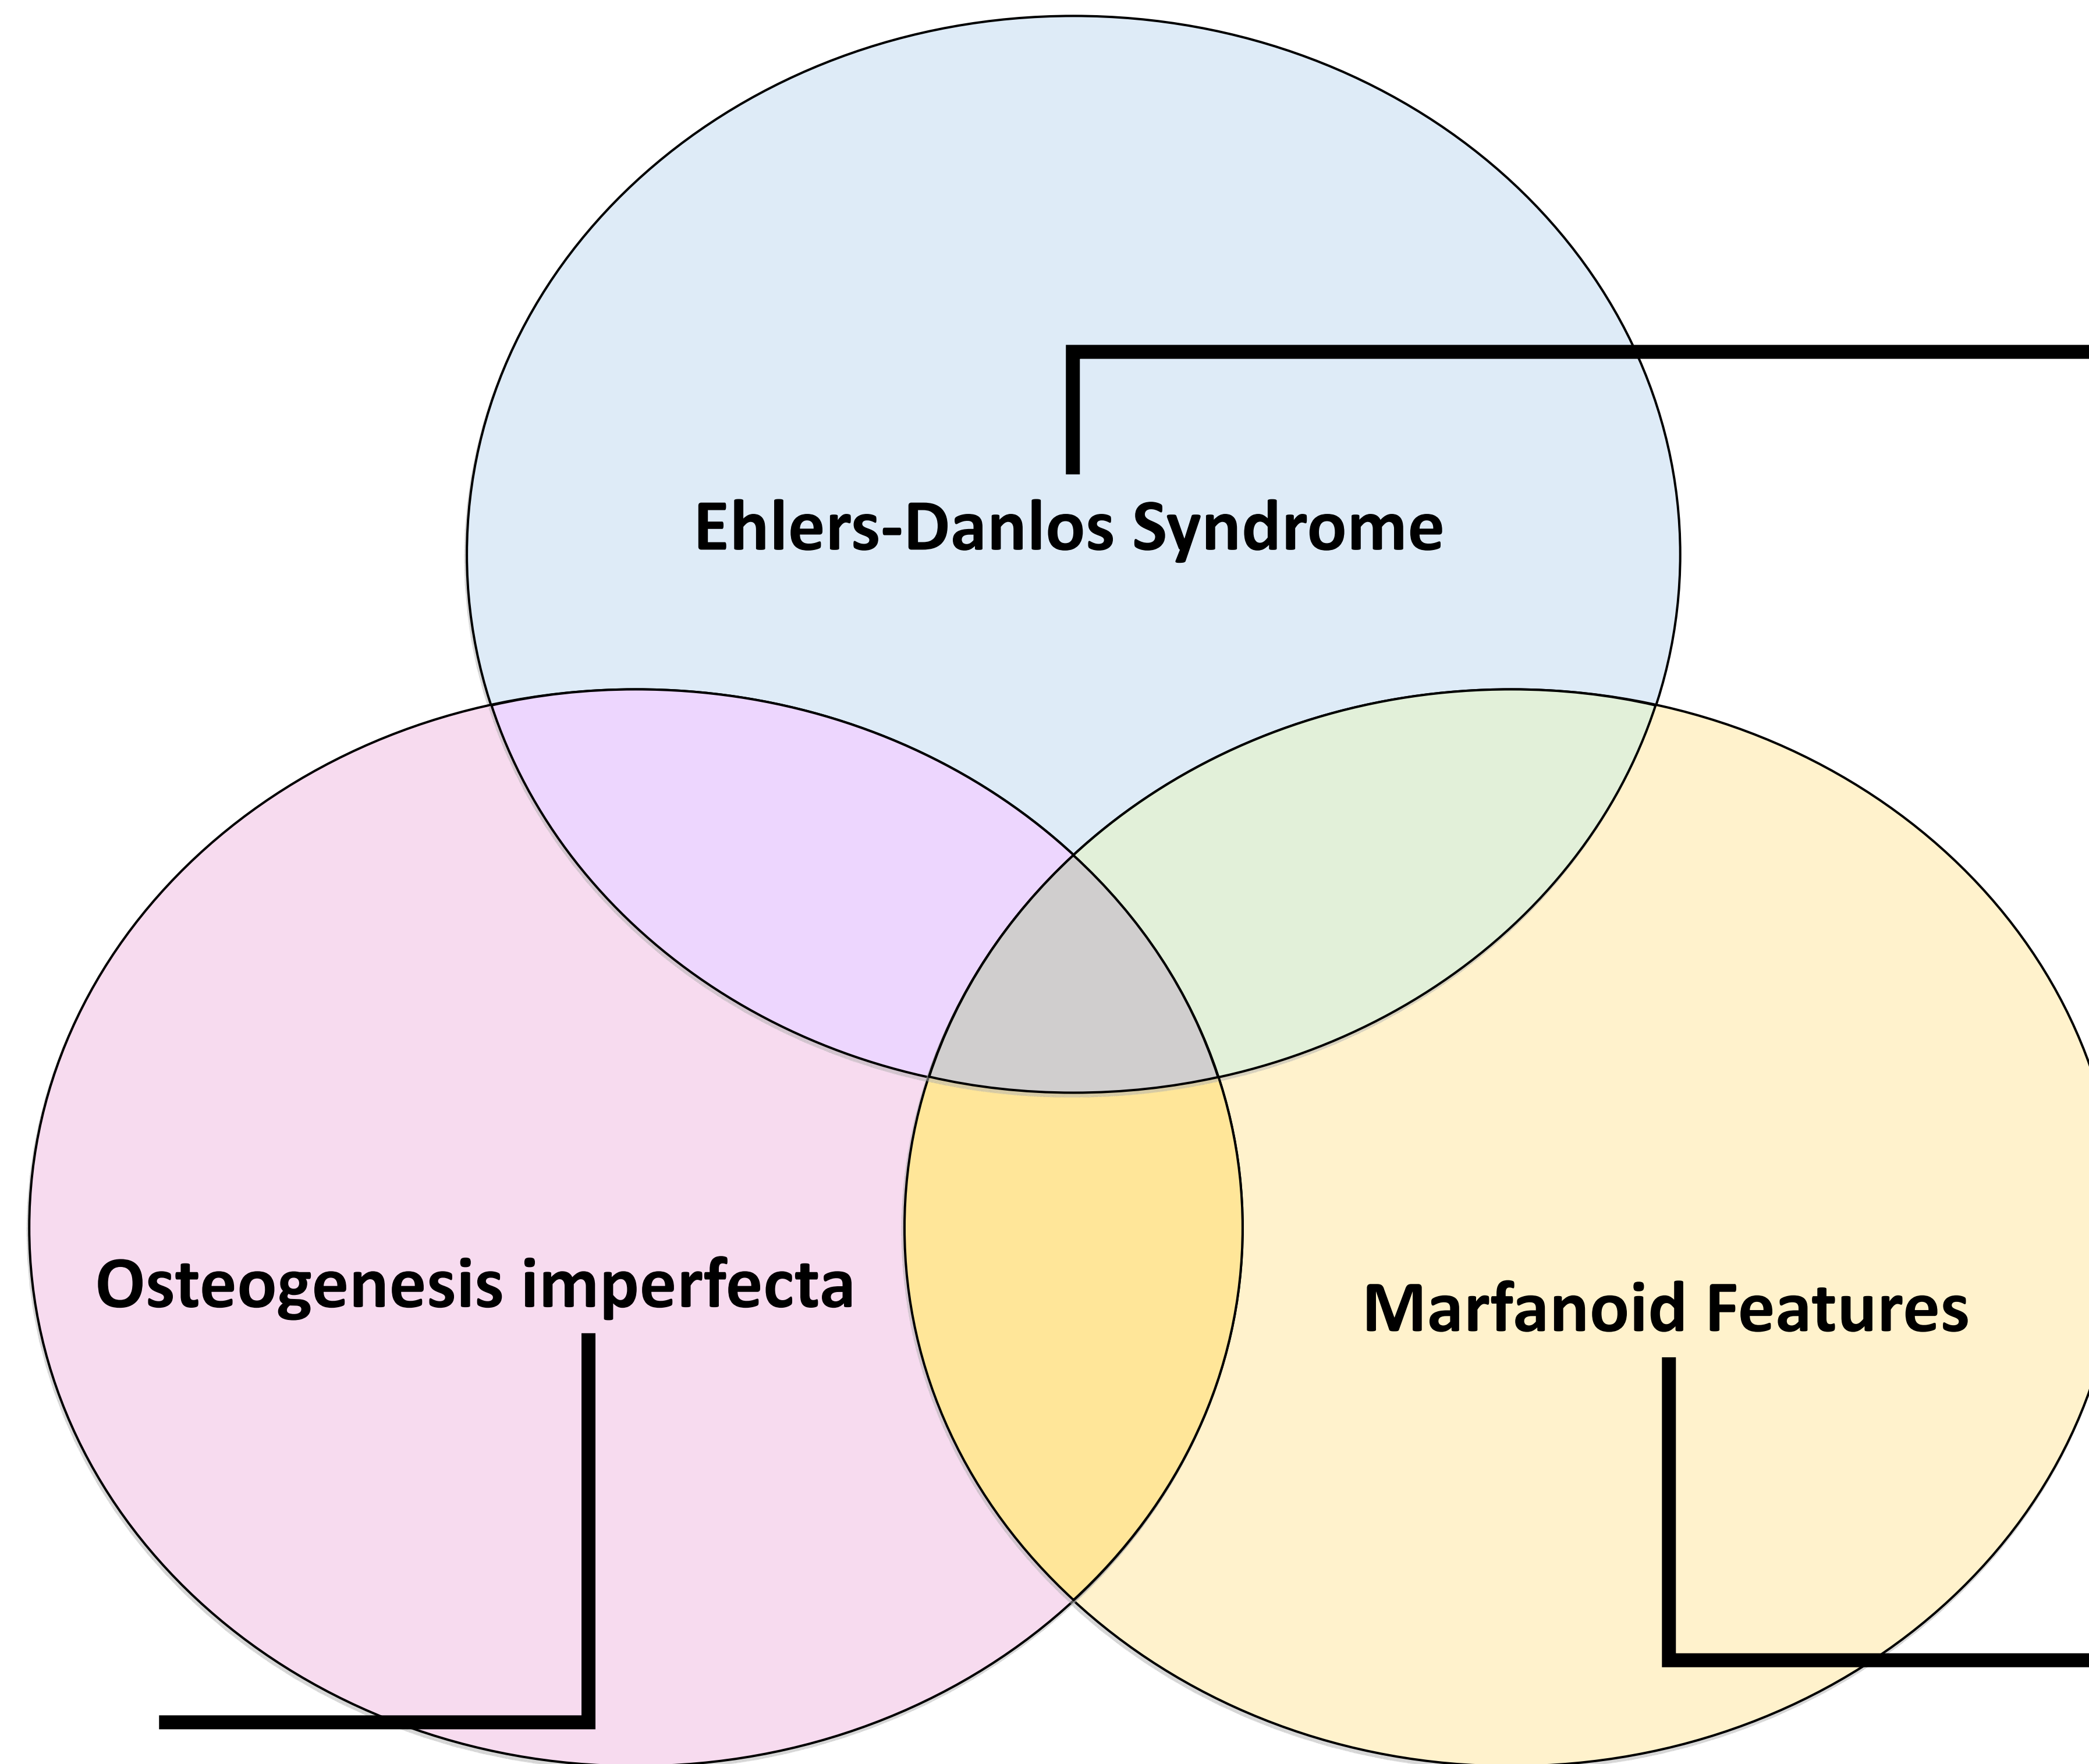 Ehlers-Danlos Syndrome
Osteogenesis imperfecta
Marfanoid Features